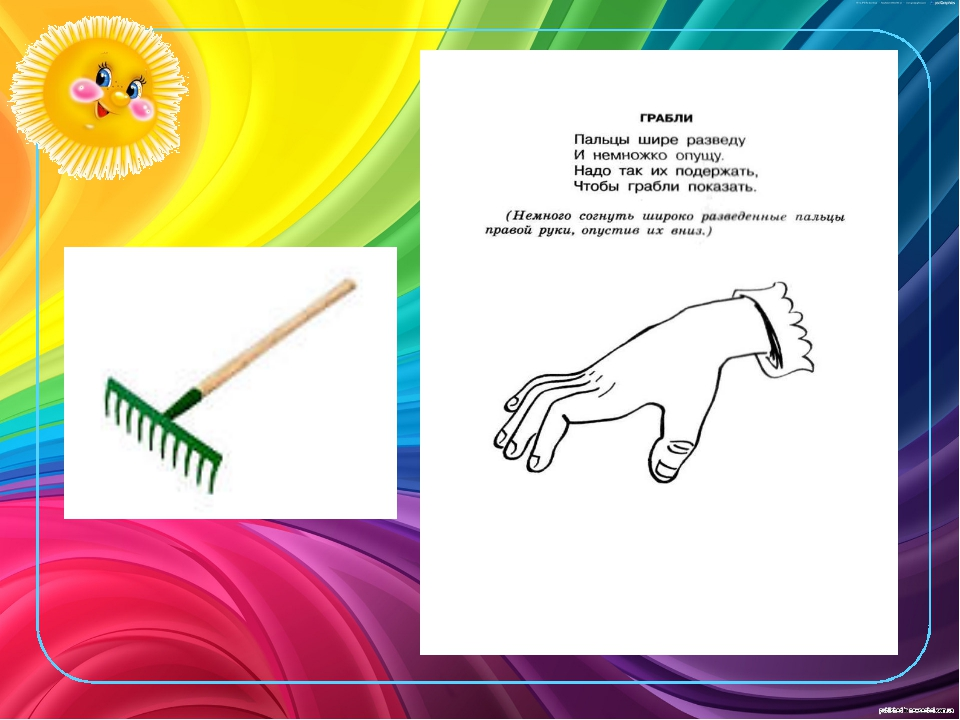 ГРАБЛИ
Пальцы шире разведу
И немножко опущу.
Надо так их подержать,
Чтобы грабли показать.
(Немного согнуть широко разведенные пальцы
правой руки, опустив их вниз.)